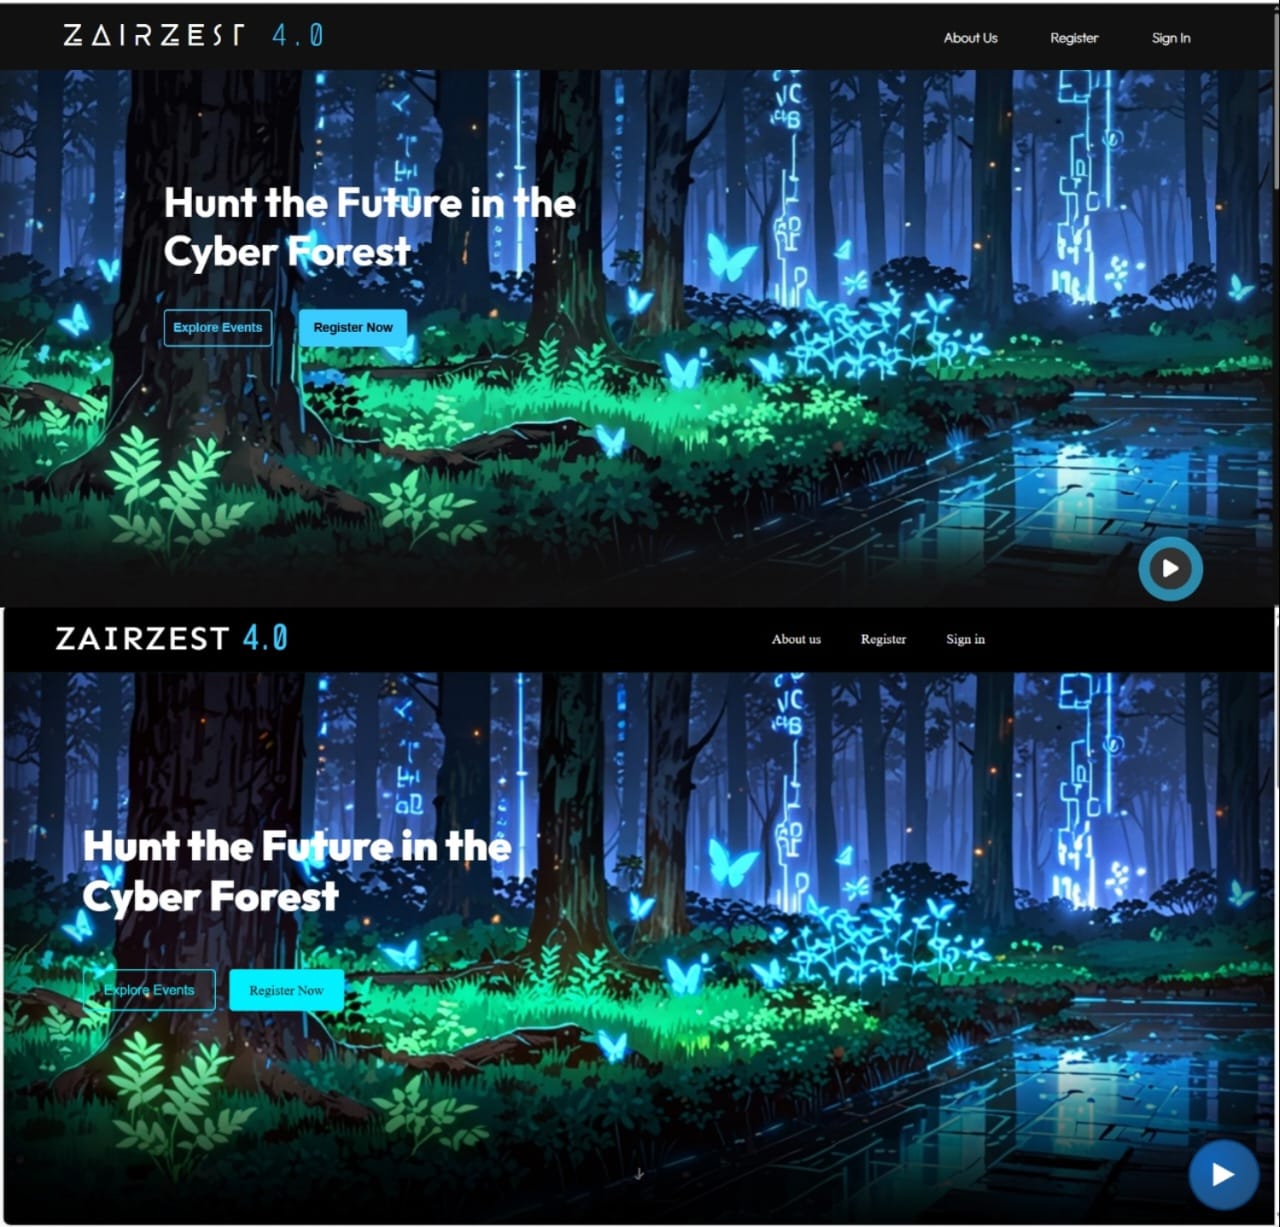 ZAIRZEST 4.0
About Us Register Sign In
Hunt the Future in the
Cyber Forest
Explore Events Register Now
ZAIRZEST 4.0
About us Register Sign in
Hunt the Future in the
Cyber Forest
Explore Events Register Now